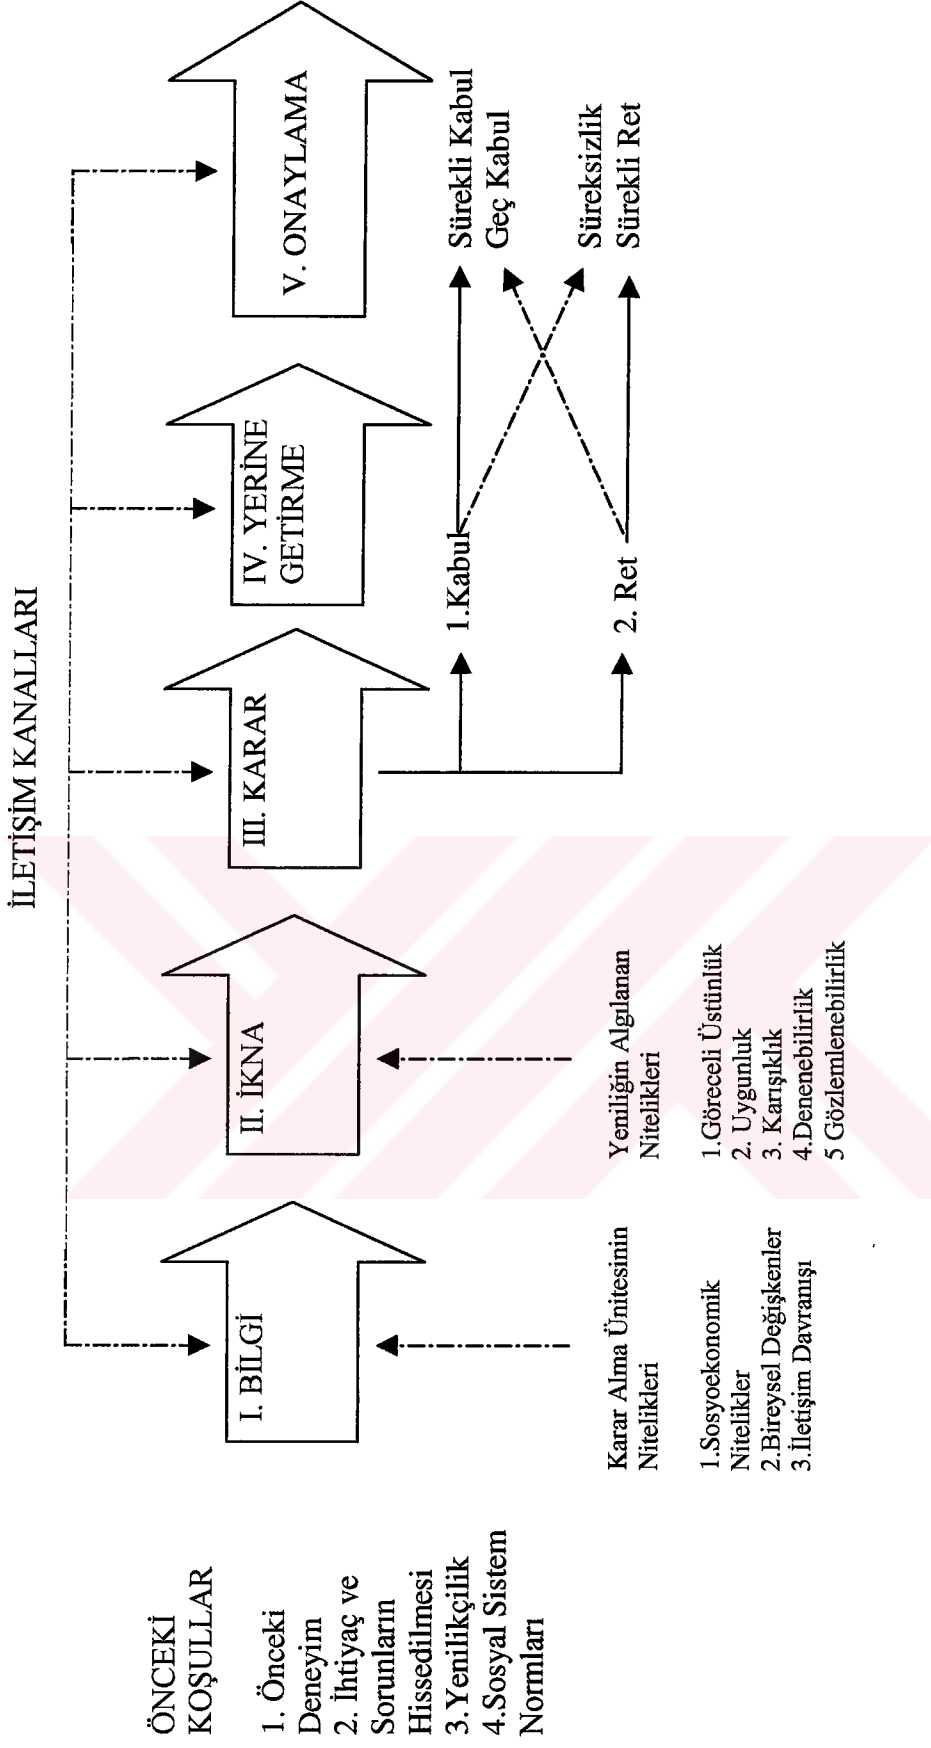 İLETİŞİM KANALLARI
ÖNCEKİ
KOŞULLAR
1. Önceki
Deneyim
2. İhtiyaç ve
Sorunların
Hissedilmesi
3.Yenilikçilik
4.Sosyal Sistem
Normları
I. BİLGİ
II. İKNA
III. KARAR
IV. YERİNE
GETİRME
V. ONAYLAMA
Karar Alma Ünitesinin
Nitelikleri
1.Sosyoekonomik
Nitelikler
2.Bireysel Değişkenler
3.İletişim Davranışı
Yeniliğin Algılanan
Nitelikleri
1.Göreceli Üstünlük
2. Uygunluk
3. Karışıklık
4.Denenebilirlik
5 Gözlemlenebilirlik
1.Kabul
2. Ret
Sürekli Kabul
Geç Kabul
Süreksizlik
Sürekli Ret